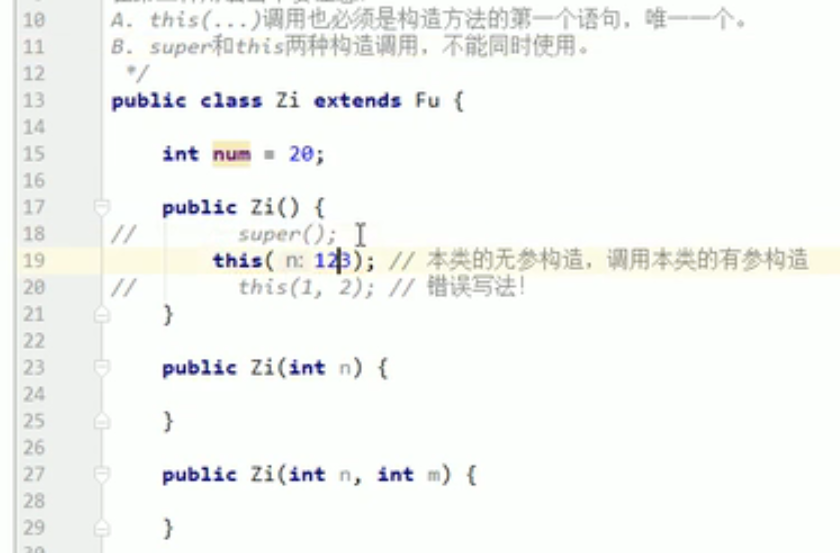 10 A. this(...)调用也必须是构造方法的第一个语句，唯一一个。
11 B. super和this两种构造调用，不能同时使用。
12 */
13 public class Zi extends Fu {
14
15 int num = 20;
16
17 public Zi() {
18 // super();
19 this( n: 123); // 本类的无参构造，调用本类的有参构造
20 // this(1, 2); // 错误写法！
21 }
22
23 public Zi(int n) {
24
25 }
26
27 public Zi(int n, int m) {
28
29 }